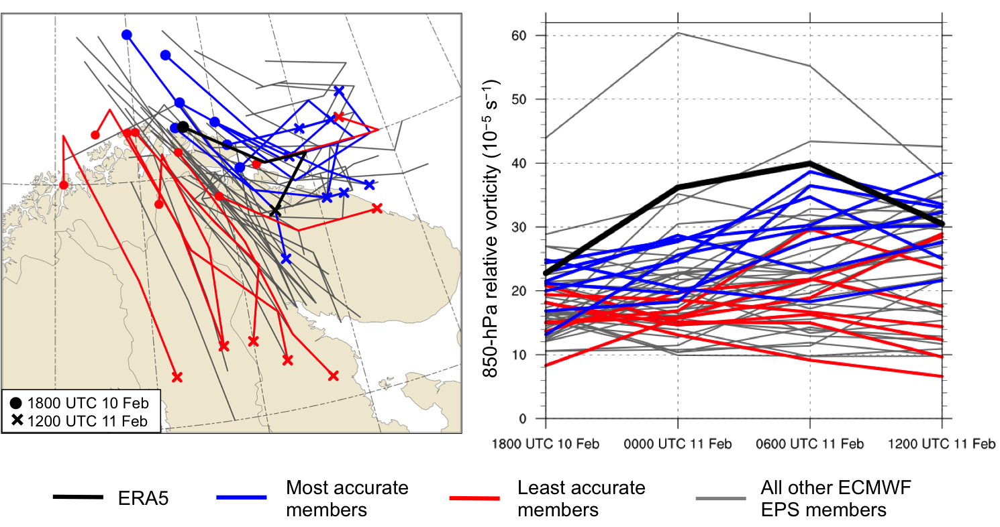 1800 UTC 10 Feb
1200 UTC 11 Feb
850-hPa relative vorticity (10⁻⁵ s⁻¹)
60
50
40
30
20
10
0
1800 UTC 10 Feb
0000 UTC 11 Feb
0600 UTC 11 Feb
1200 UTC 11 Feb
ERA5
Most accurate
members
Least accurate
members
All other ECMWF
EPS members